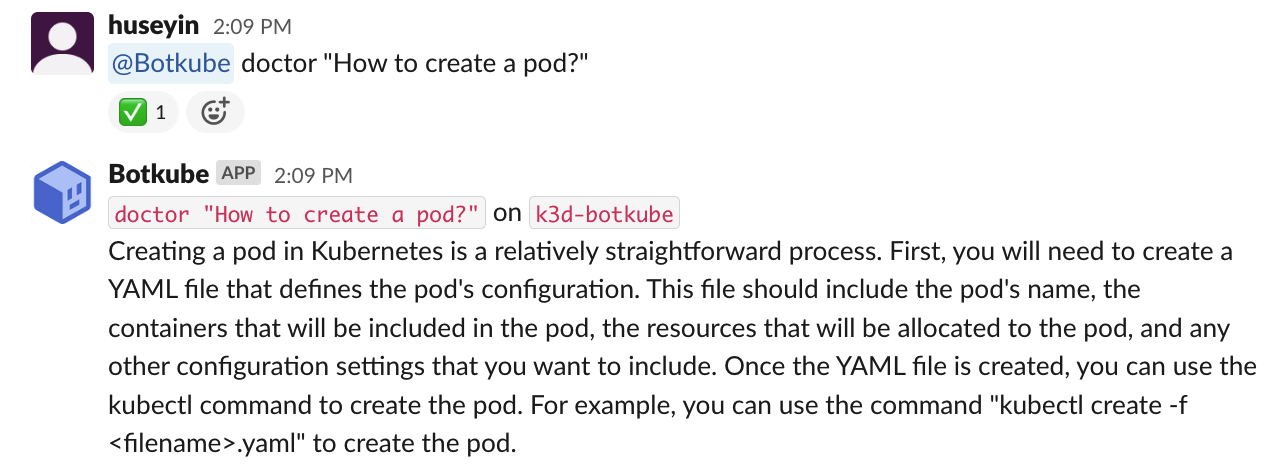 huseyin 2:09 PM
@Botkube doctor "How to create a pod?"
1
Botkube APP 2:09 PM
doctor "How to create a pod?" on k3d-botkube
Creating a pod in Kubernetes is a relatively straightforward process. First, you will need to create a
YAML file that defines the pod's configuration. This file should include the pod's name, the
containers that will be included in the pod, the resources that will be allocated to the pod, and any
other configuration settings that you want to include. Once the YAML file is created, you can use the
kubectl command to create the pod. For example, you can use the command "kubectl create -f
<filename>.yaml" to create the pod.